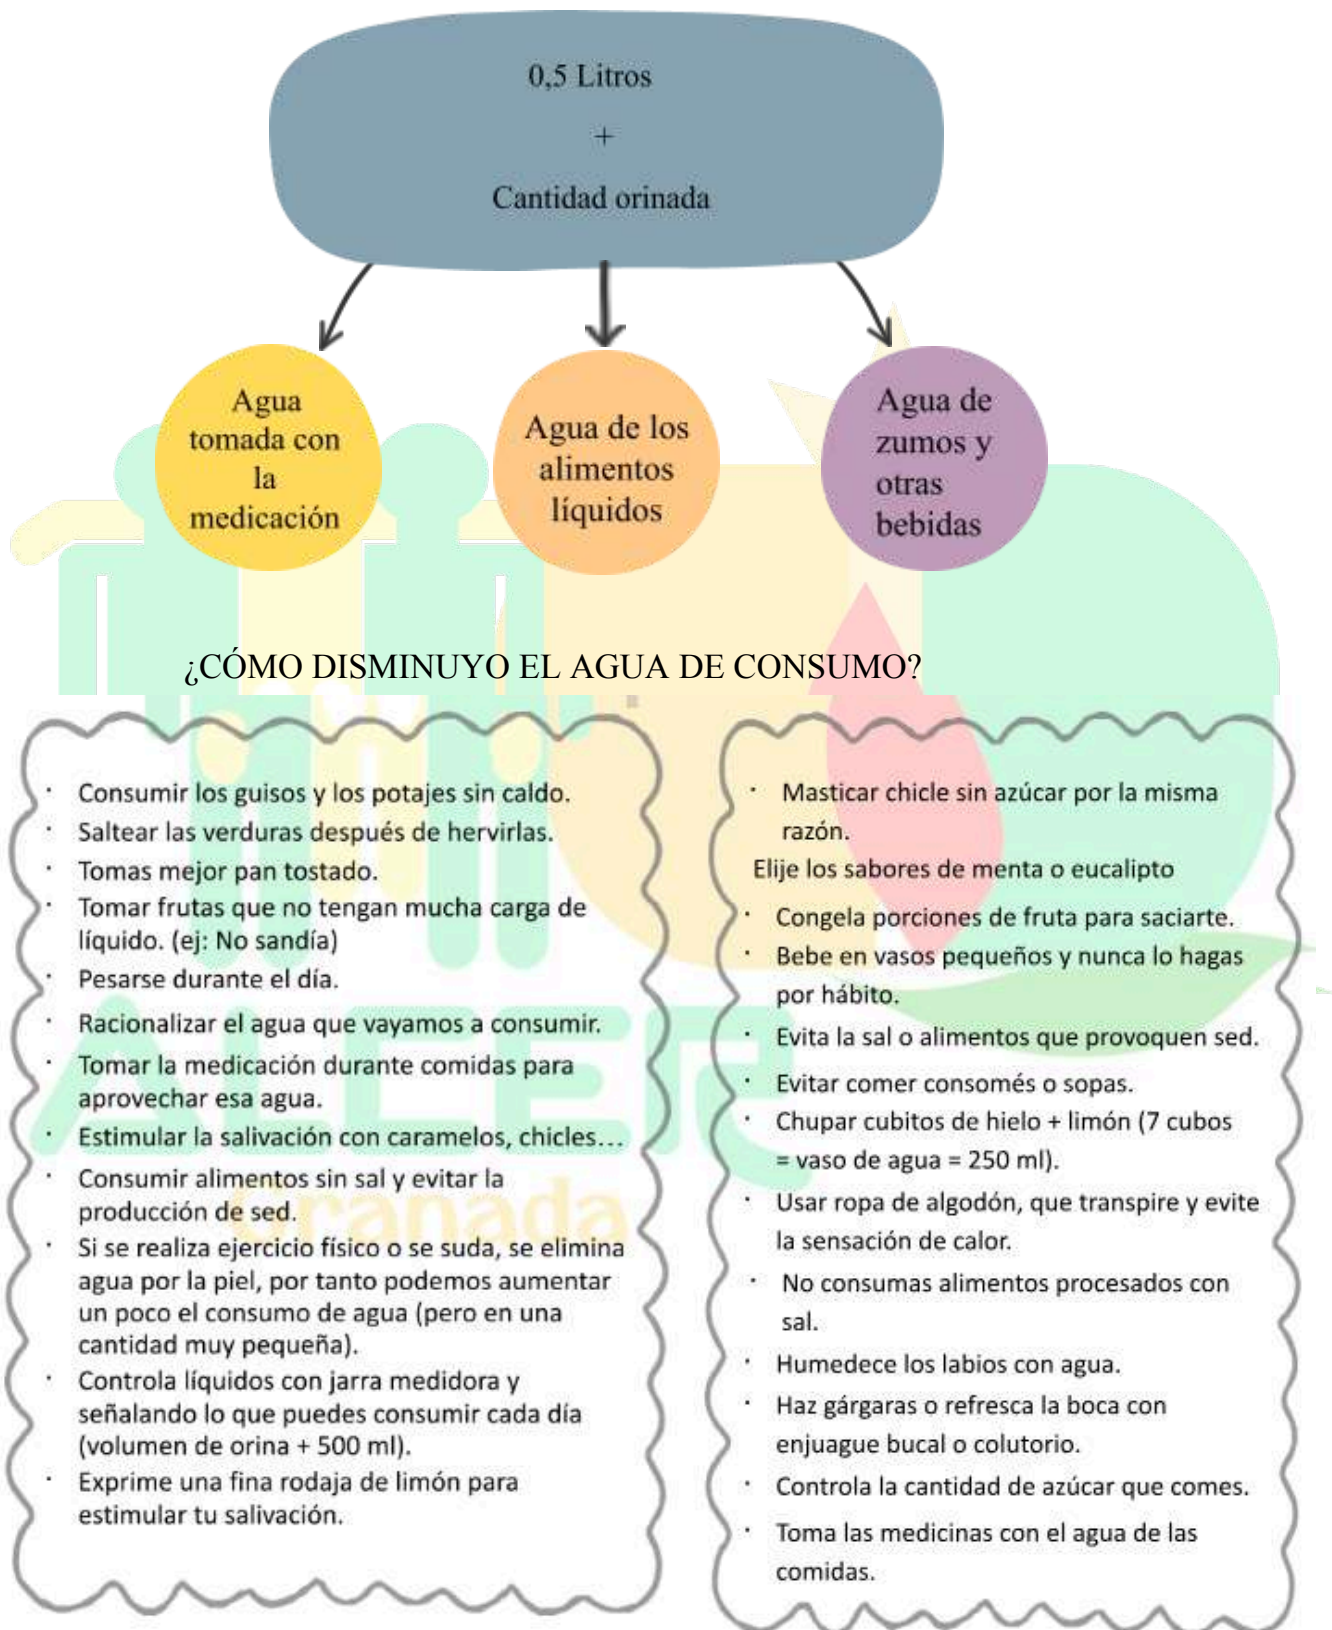 0,5 Litros
+
Cantidad orinada
Agua
tomada con
la
medicación
Agua de los
alimentos
líquidos
Agua de
zumos y
otras
bebidas
¿CÓMO DISMINUYO EL AGUA DE CONSUMO?
· Consumir los guisos y los potajes sin caldo.
· Saltear las verduras después de hervirlas.
· Tomas mejor pan tostado.
· Tomar frutas que no tengan mucha carga de
líquido. (ej: No sandía)
· Pesarse durante el día.
· Racionalizar el agua que vayamos a consumir.
· Tomar la medicación durante comidas para
aprovechar esa agua.
· Estimular la salivación con caramelos, chicles…
· Consumir alimentos sin sal y evitar la
producción de sed.
· Si se realiza ejercicio físico o se suda, se elimina
agua por la piel, por tanto podemos aumentar
un poco el consumo de agua (pero en una
cantidad muy pequeña).
· Controla líquidos con jarra medidora y
señalando lo que puedes consumir cada día
(volumen de orina + 500 ml).
· Exprime una fina rodaja de limón para
estimular tu salivación.
· Masticar chicle sin azúcar por la misma
razón.
Elije los sabores de menta o eucalipto
· Congela porciones de fruta para saciarte.
· Bebe en vasos pequeños y nunca lo hagas
por hábito.
· Evita la sal o alimentos que provoquen sed.
· Evitar comer consomés o sopas.
· Chupar cubitos de hielo + limón (7 cubos
= vaso de agua = 250 ml).
· Usar ropa de algodón, que transpire y evite
la sensación de calor.
· No consumas alimentos procesados con
sal.
· Humedece los labios con agua.
· Haz gárgaras o refresca la boca con
enjuague bucal o colutorio.
· Controla la cantidad de azúcar que comes.
· Toma las medicinas con el agua de las
comidas.
ALCER
Granada